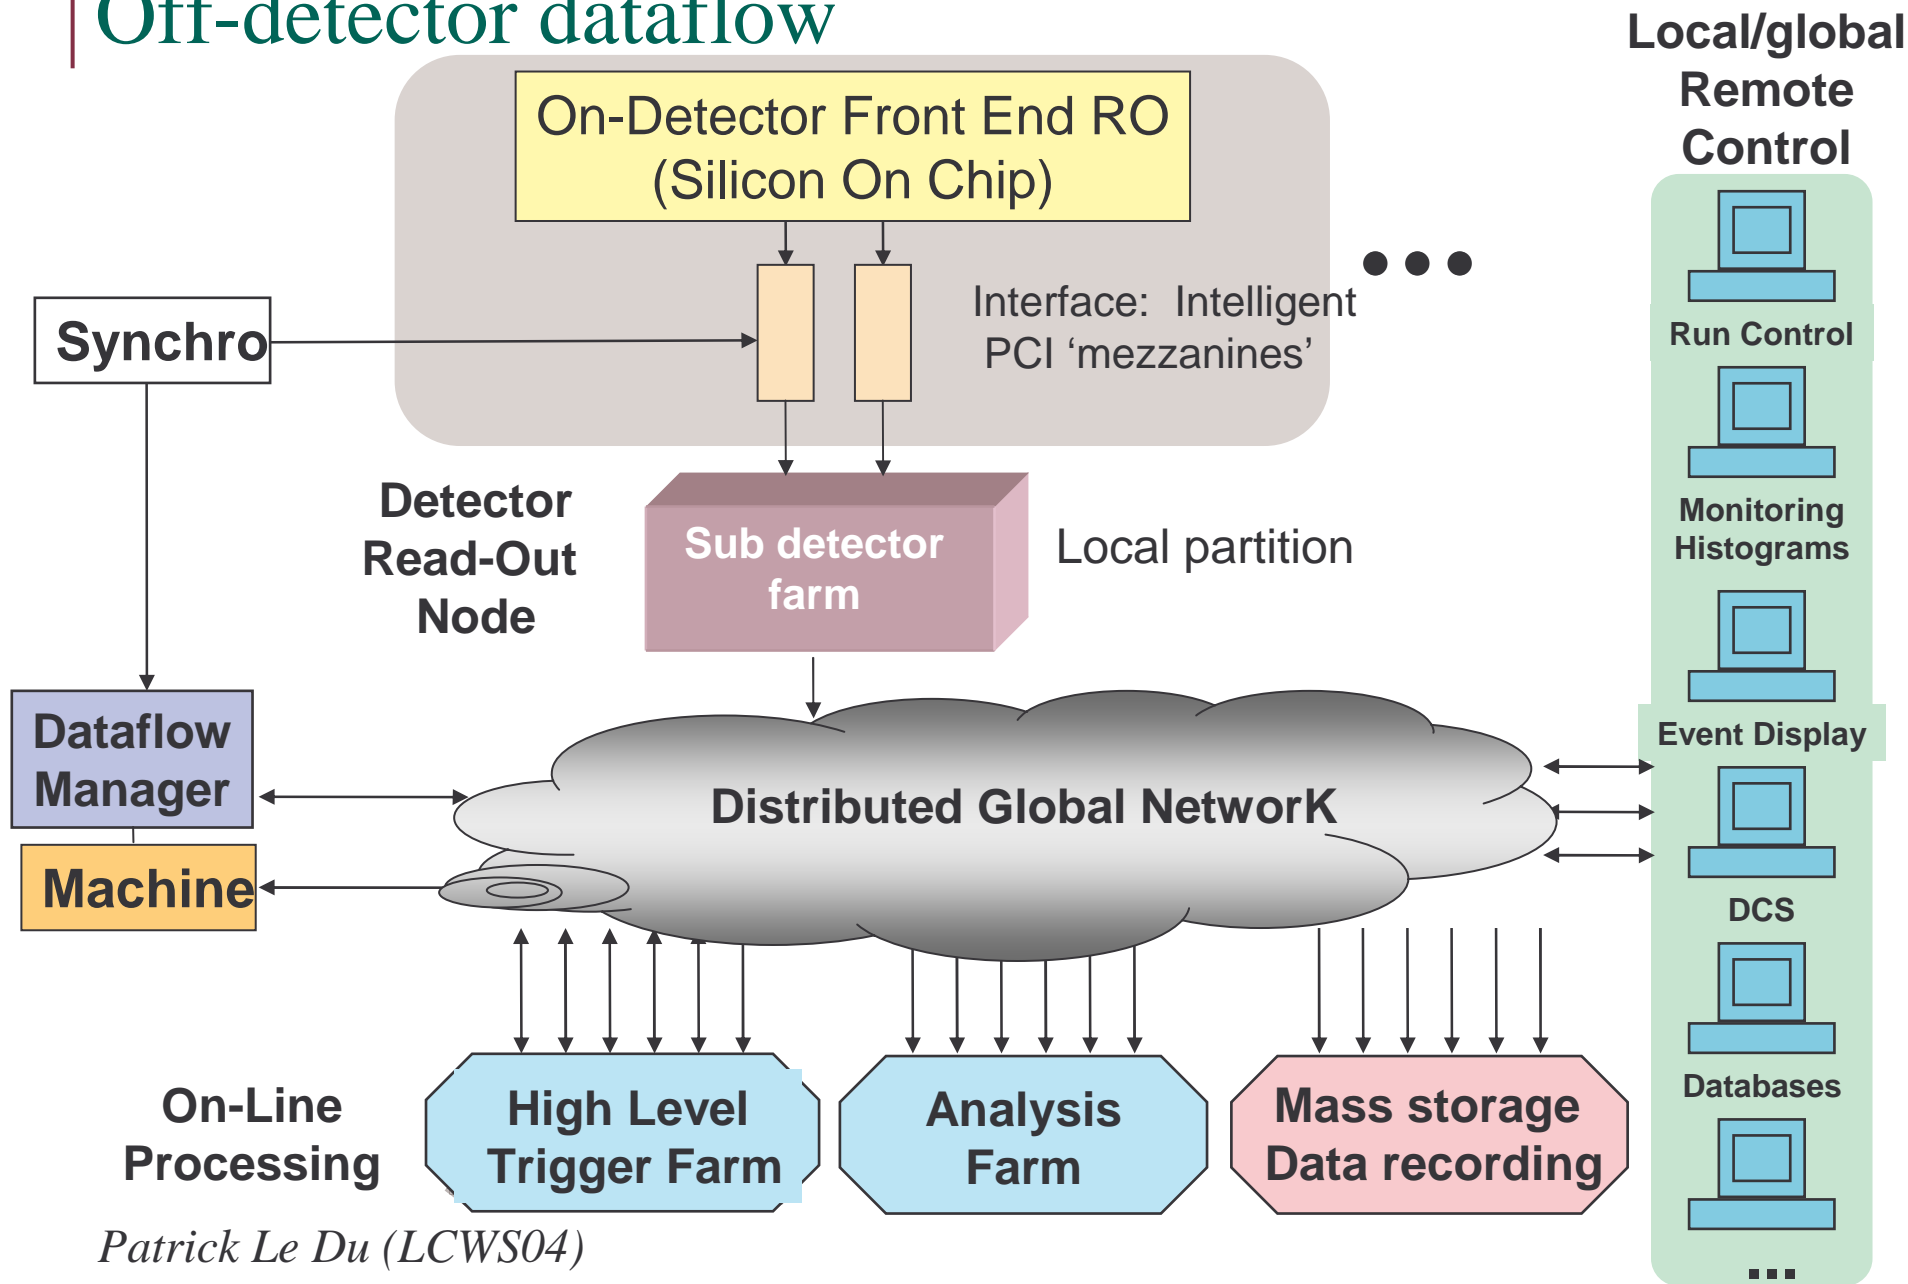 Off-detector dataflow
Local/global
Remote
Control
On-Detector Front End RO
(Silicon On Chip)
•••
Interface: Intelligent
PCI ‘mezzanines’
Synchro
Run Control
Detector
Read-Out
Node
Sub detector
farm
Local partition
Monitoring
Histograms
Dataflow
Manager
Machine
Distributed Global NetworK
Event Display
DCS
Databases
...
On-Line
Processing
High Level
Trigger Farm
Analysis
Farm
Mass storage
Data recording
Patrick Le Du (LCWS04)